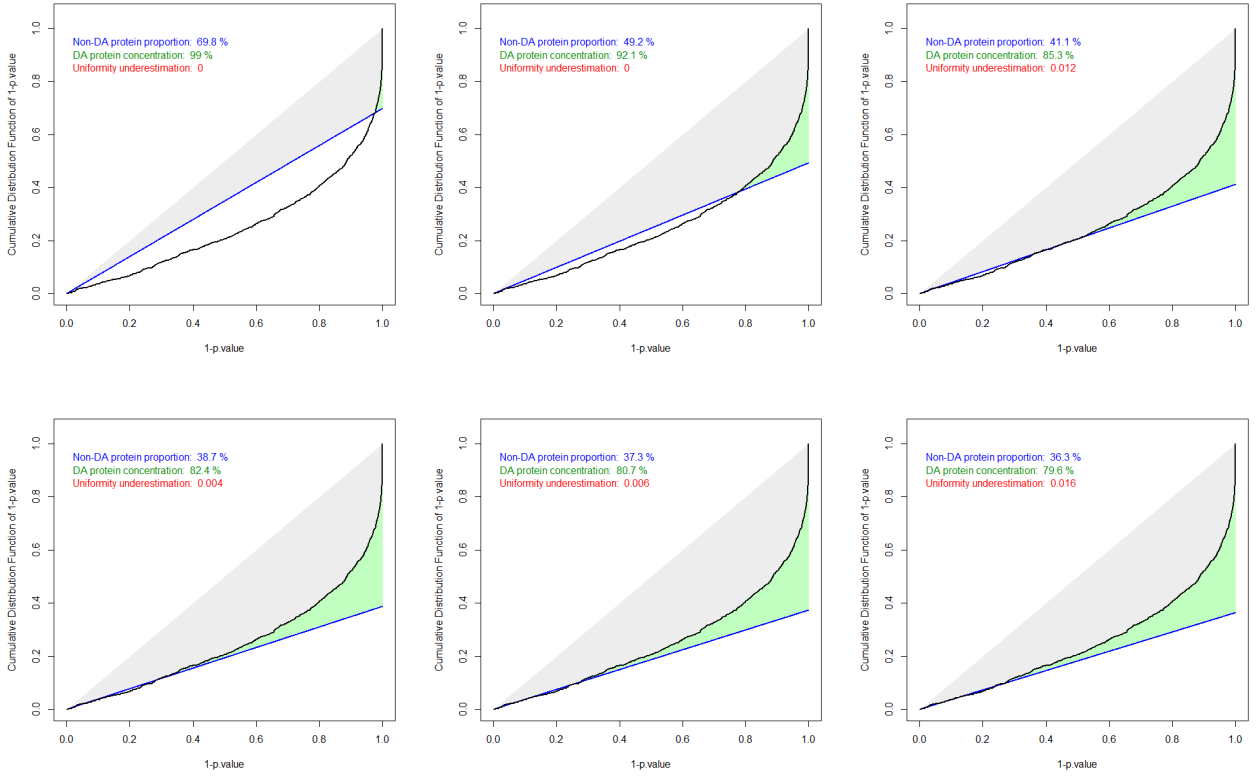 Non-DA protein proportion: 69.8 %
DA protein concentration: 99 %
Uniformity underestimation: 0
Cumulative Distribution Function of 1-p.value
0.0 0.2 0.4 0.6 0.8 1.0
0.0 0.2 0.4 0.6 0.8 1.0
1-p.value
Non-DA protein proportion: 49.2 %
DA protein concentration: 92.1 %
Uniformity underestimation: 0
Cumulative Distribution Function of 1-p.value
0.0 0.2 0.4 0.6 0.8 1.0
0.0 0.2 0.4 0.6 0.8 1.0
1-p.value
Non-DA protein proportion: 41.1 %
DA protein concentration: 85.3 %
Uniformity underestimation: 0.012
Cumulative Distribution Function of 1-p.value
0.0 0.2 0.4 0.6 0.8 1.0
0.0 0.2 0.4 0.6 0.8 1.0
1-p.value
Non-DA protein proportion: 38.7 %
DA protein concentration: 82.4 %
Uniformity underestimation: 0.004
Cumulative Distribution Function of 1-p.value
0.0 0.2 0.4 0.6 0.8 1.0
0.0 0.2 0.4 0.6 0.8 1.0
1-p.value
Non-DA protein proportion: 37.3 %
DA protein concentration: 80.7 %
Uniformity underestimation: 0.006
Cumulative Distribution Function of 1-p.value
0.0 0.2 0.4 0.6 0.8 1.0
0.0 0.2 0.4 0.6 0.8 1.0
1-p.value
Non-DA protein proportion: 36.3 %
DA protein concentration: 79.6 %
Uniformity underestimation: 0.016
Cumulative Distribution Function of 1-p.value
0.0 0.2 0.4 0.6 0.8 1.0
0.0 0.2 0.4 0.6 0.8 1.0
1-p.value